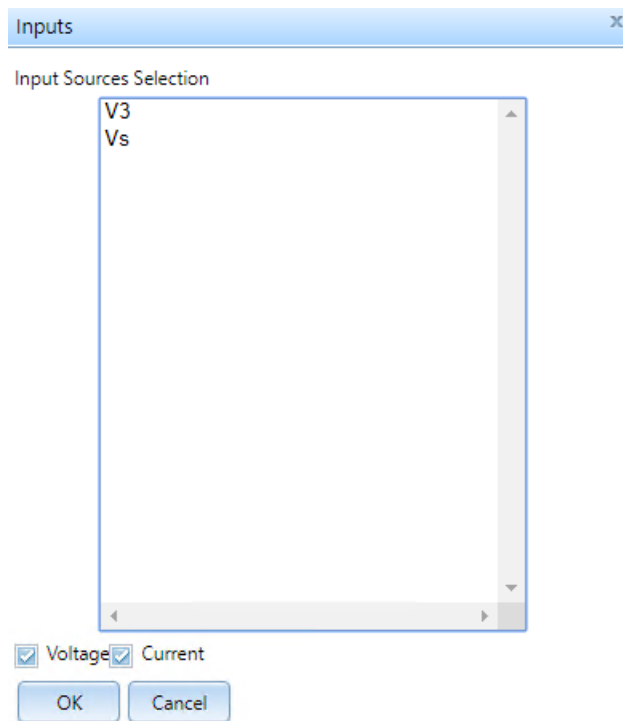 Inputs x
Input Sources Selection
V3
Vs
Voltage Current
OK Cancel